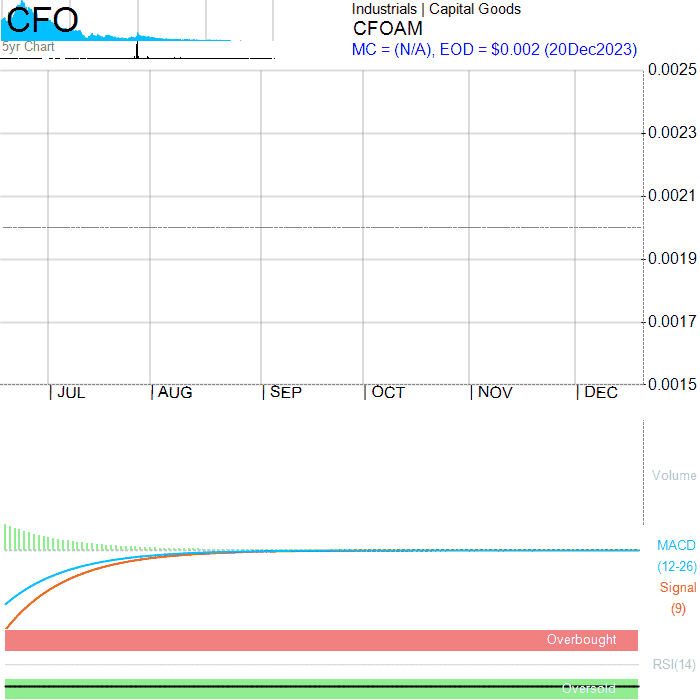 CFO
5yr Chart
Industrials | Capital Goods
CFOAM
MC = (N/A), EOD = $0.002 (20Dec2023)
0.0025
0.0023
0.0021
0.0019
0.0017
0.0015
JUL
AUG
SEP
OCT
NOV
DEC
Volume
MACD
(12-26)
Signal
(9)
Overbought
RSI(14)
Oversold